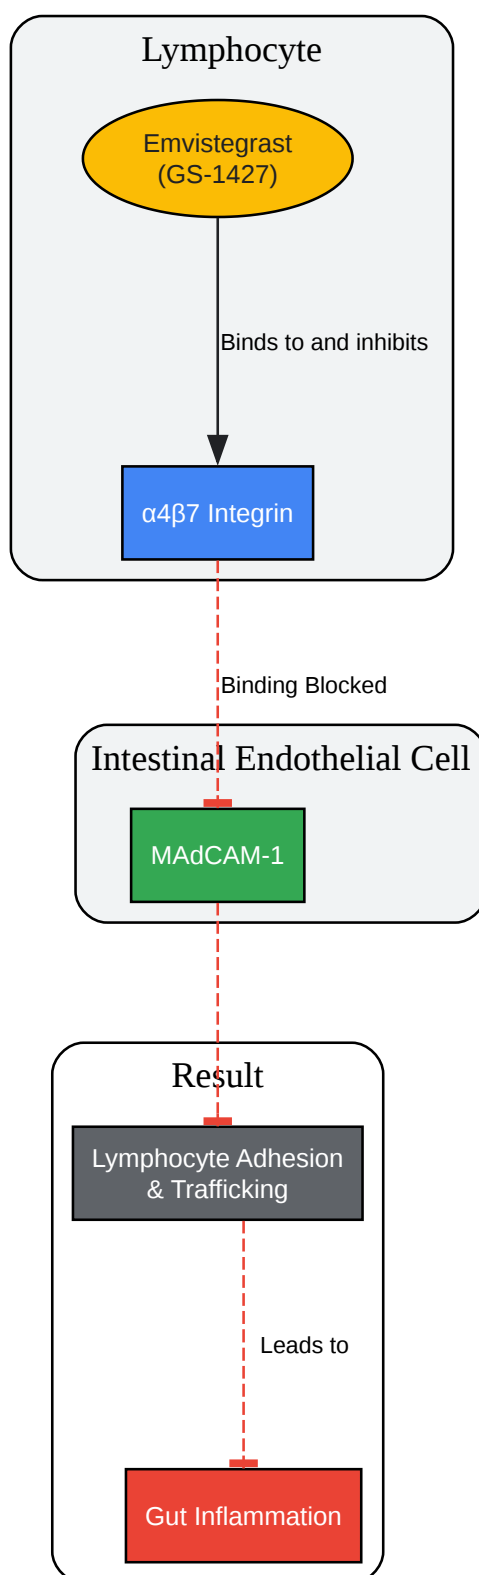 Lymphocyte
Emvistegrast
(GS-1427)
Binds to and inhibits
α4β7 Integrin
Binding Blocked
Intestinal Endothelial Cell
MAdCAM-1
Result
Lymphocyte Adhesion
& Trafficking
Leads to
Gut Inflammation